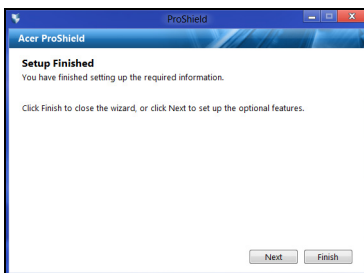 ProShield
Acer ProShield
Setup Finished
You have finished setting up the required information.
Click Finish to close the wizard, or click Next to set up the optional features.
Next
Finish